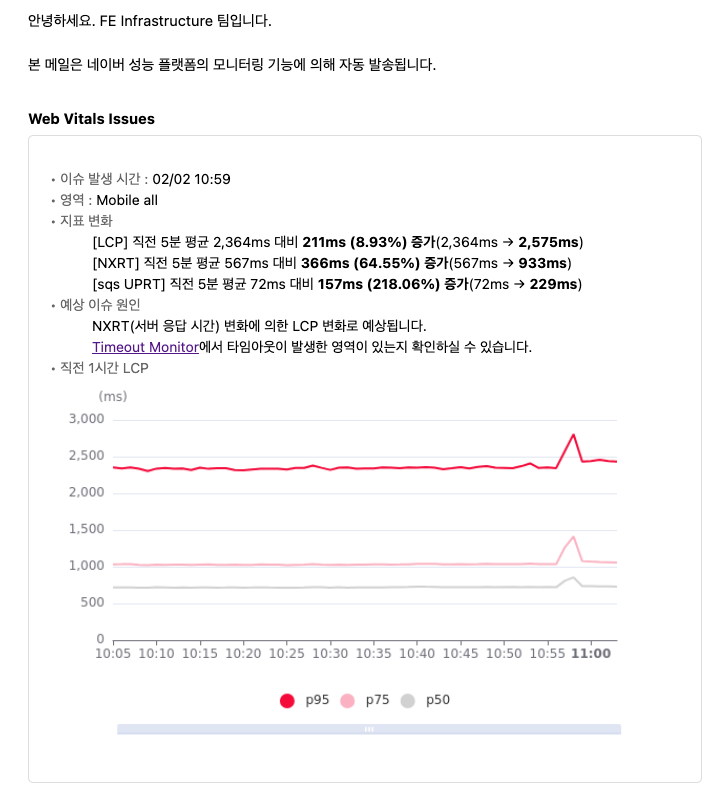 안녕하세요. FE Infrastructure 팀입니다.
본 메일은 네이버 성능 플랫폼의 모니터링 기능에 의해 자동 발송됩니다.
Web Vitals Issues
• 이슈 발생 시간 : 02/02 10:59
• 영역 : Mobile all
• 지표 변화
[LCP] 직전 5분 평균 2,364ms 대비 211ms (8.93%) 증가(2,364ms → 2,575ms)
[NXRT] 직전 5분 평균 567ms 대비 366ms (64.55%) 증가(567ms → 933ms)
[sqs UPRT] 직전 5분 평균 72ms 대비 157ms (218.06%) 증가(72ms → 229ms)
• 예상 이슈 원인
NXRT(서버 응답 시간) 변화에 의한 LCP 변화로 예상됩니다.
Timeout Monitor에서 타임아웃이 발생한 영역이 있는지 확인하실 수 있습니다.
• 직전 1시간 LCP
(ms)
3,000
2,500
2,000
1,500
1,000
500
0
10:05 10:10 10:15 10:20 10:25 10:30 10:35 10:40 10:45 10:50 10:55 11:00
p95 p75 p50